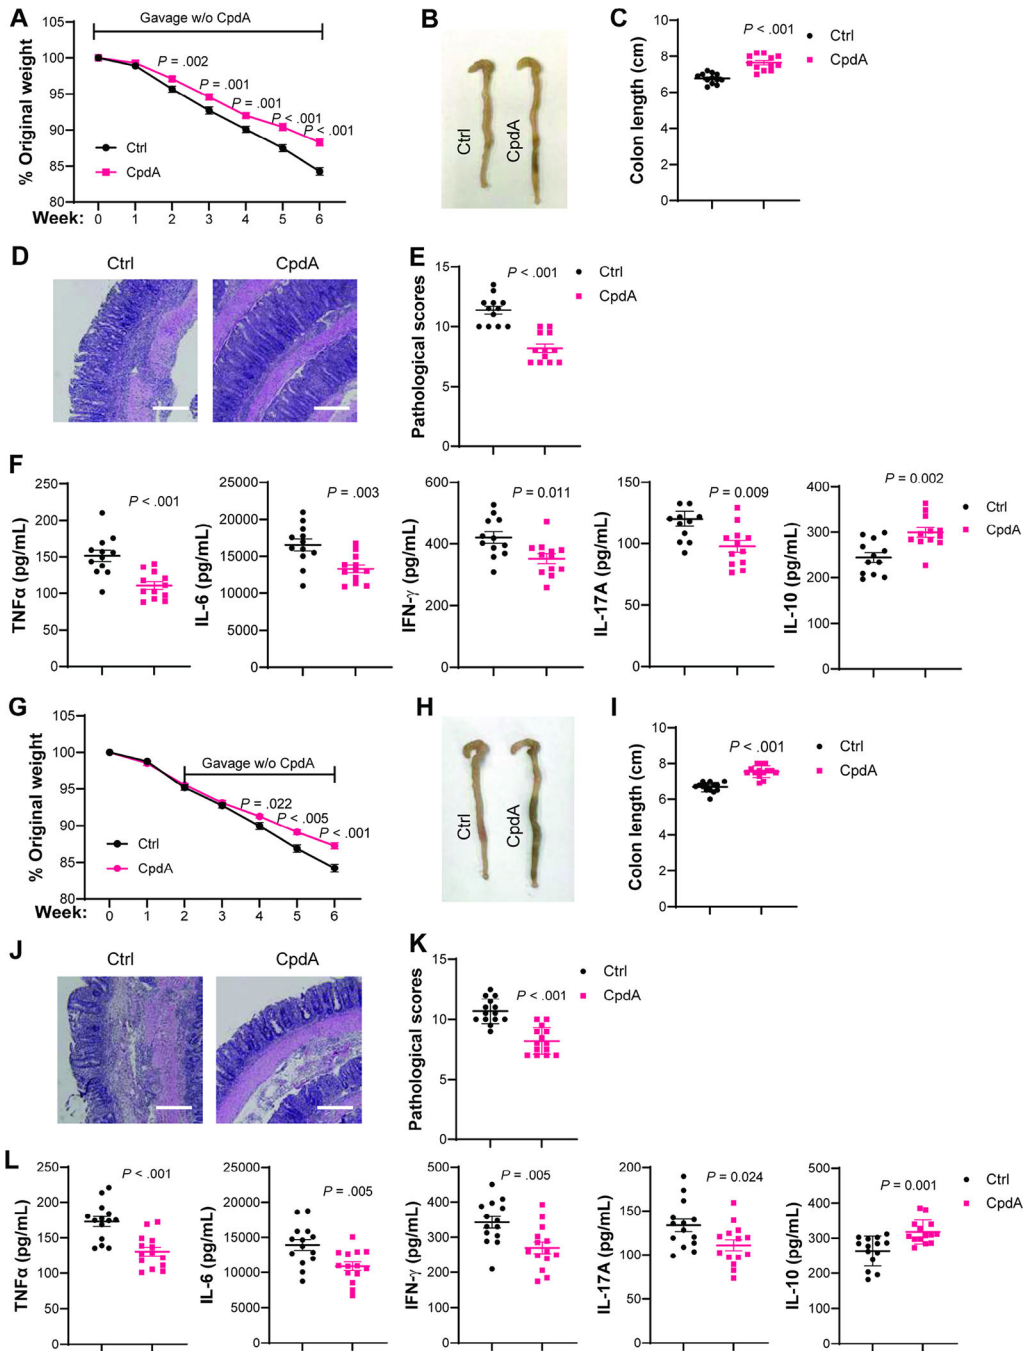 A
Gavage w/o CpdA
% Original weight
105
100
95
90
85
80
P = .002
P = .001
P = .001
P < .001
P < .001
Ctrl
CpdA
Week: 0 1 2 3 4 5 6
B
Ctrl
CpdA
C
Colon length (cm)
10
8
6
4
2
0
P < .001
Ctrl
CpdA
D
Ctrl
CpdA
E
Pathological scores
15
10
5
0
P < .001
Ctrl
CpdA
F
TNFα (pg/mL)
250
200
150
100
50
0
P < .001
IL-6 (pg/mL)
25000
20000
15000
10000
5000
0
P = .003
IFN-γ (pg/mL)
600
400
200
0
P = 0.011
IL-17A (pg/mL)
150
100
50
0
P = 0.009
IL-10 (pg/mL)
400
300
200
100
0
P = 0.002
Ctrl
CpdA
G
% Original weight
105
100
95
90
85
80
Gavage w/o CpdA
P = .022
P < .005
P < .001
Ctrl
CpdA
Week: 0 1 2 3 4 5 6
H
Ctrl
CpdA
I
Colon length (cm)
10
8
6
4
2
0
P < .001
Ctrl
CpdA
J
Ctrl
CpdA
K
Pathological scores
15
10
5
0
P < .001
Ctrl
CpdA
L
TNFα (pg/mL)
250
200
150
100
50
0
P < .001
IL-6 (pg/mL)
25000
20000
15000
10000
5000
0
P = .005
IFN-γ (pg/mL)
500
400
300
200
100
0
P = .005
IL-17A (pg/mL)
200
150
100
50
0
P = 0.024
IL-10 (pg/mL)
500
400
300
200
100
0
P = 0.001
Ctrl
CpdA